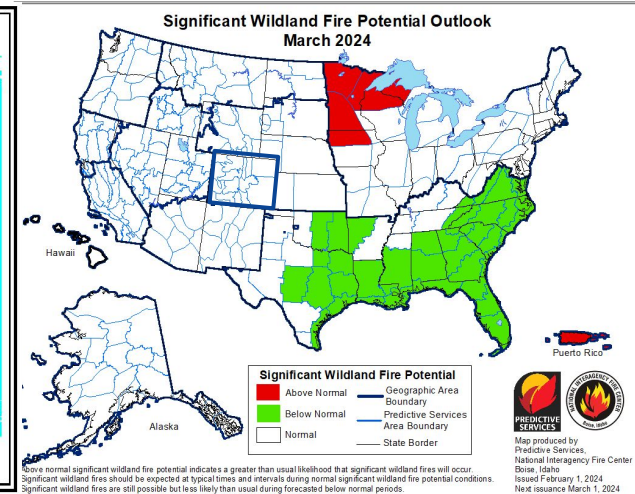 Significant Wildland Fire Potential Outlook
March 2024
Hawaii
Alaska
Puerto Rico
Significant Wildland Fire Potential
Above Normal
Below Normal
Normal
Geographic Area
Boundary
Predictive Services
Area Boundary
State Border
PREDICTIVE
SERVICES
NATIONAL INTERAGENCY FIRE CENTER
Boise, Idaho
Map produced by
Predictive Services,
National Interagency Fire Center
Boise, Idaho
Issued February 1, 2024
Next issuance March 1, 2024
Above normal significant wildland fire potential indicates a greater than usual likelihood that significant wildland fires will occur.
Significant wildland fires should be expected at typical times and intervals during normal significant wildland fire potential conditions.
Significant wildland fires are still possible but less likely than usual during forecasted below normal periods.